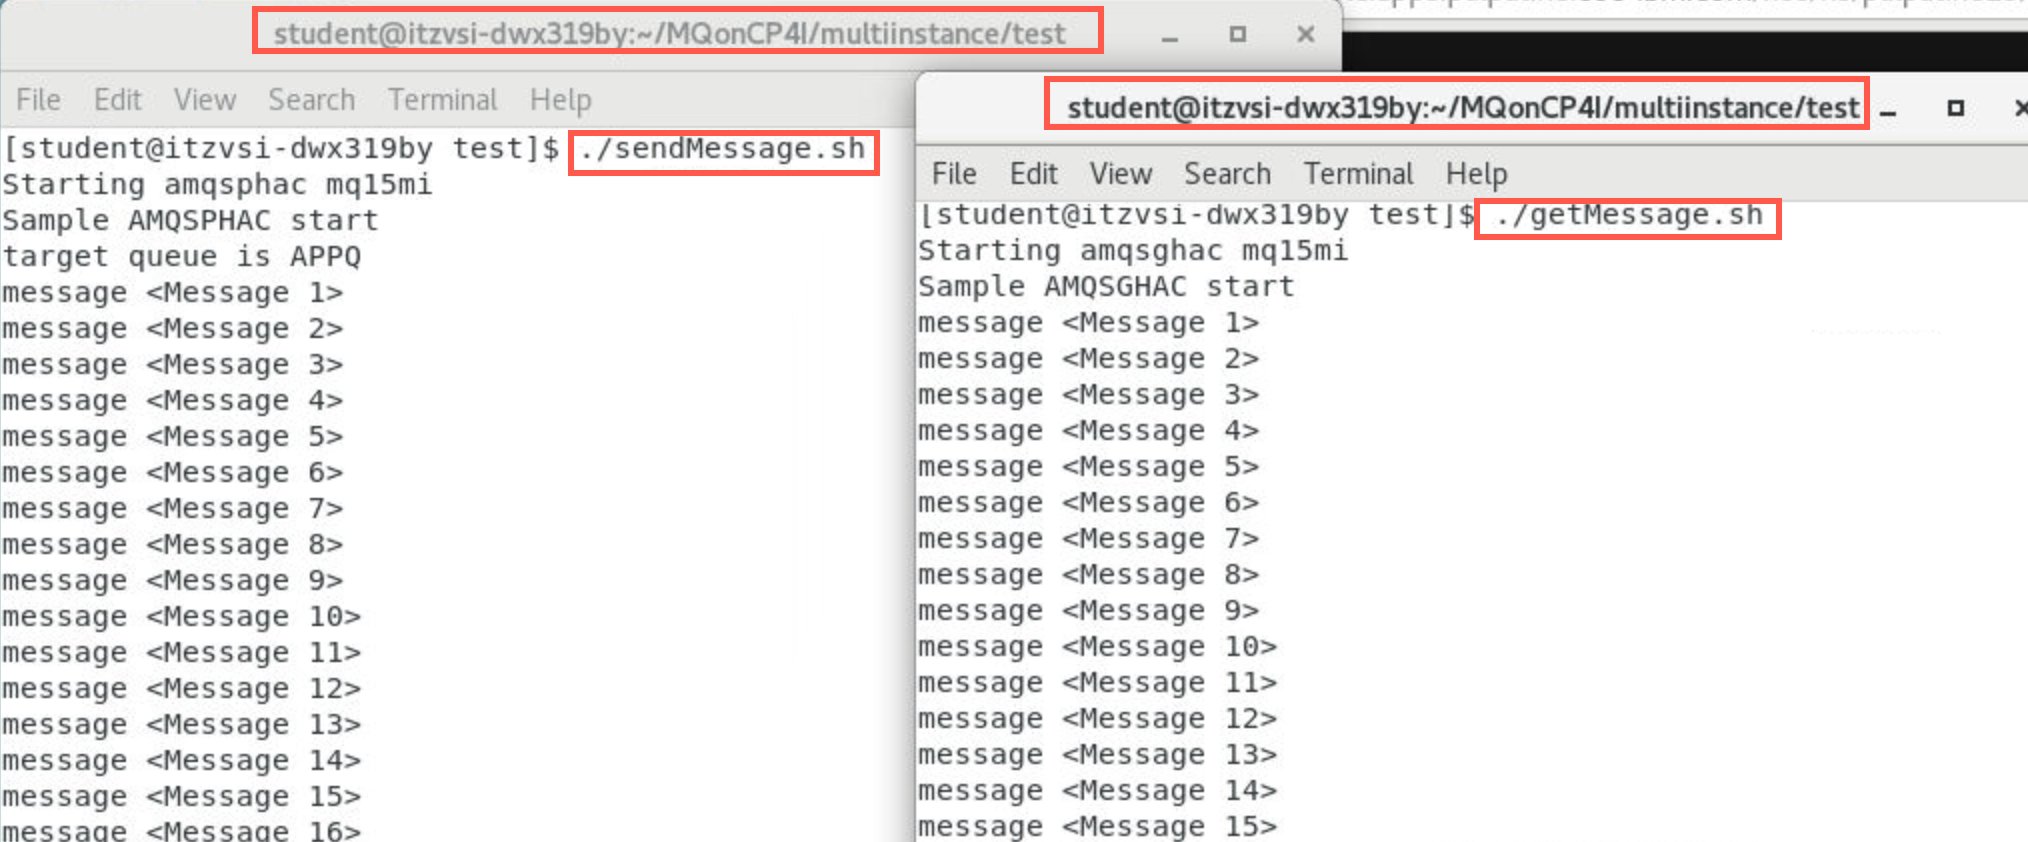 student@itzvsi-dwx319by:~/MQonCP4I/multiinstance/test
File Edit View Search Terminal Help
[student@itzvsi-dwx319by test]$ ./sendMessage.sh
Starting amqsphac mq15mi
Sample AMQSPHAC start
target queue is APPQ
message <Message 1>
message <Message 2>
message <Message 3>
message <Message 4>
message <Message 5>
message <Message 6>
message <Message 7>
message <Message 8>
message <Message 9>
message <Message 10>
message <Message 11>
message <Message 12>
message <Message 13>
message <Message 14>
message <Message 15>
message <Message 16>
student@itzvsi-dwx319by:~/MQonCP4I/multiinstance/test
File Edit View Search Terminal Help
[student@itzvsi-dwx319by test]$ ./getMessage.sh
Starting amqsghac mq15mi
Sample AMQSGHAC start
message <Message 1>
message <Message 2>
message <Message 3>
message <Message 4>
message <Message 5>
message <Message 6>
message <Message 7>
message <Message 8>
message <Message 9>
message <Message 10>
message <Message 11>
message <Message 12>
message <Message 13>
message <Message 14>
message <Message 15>